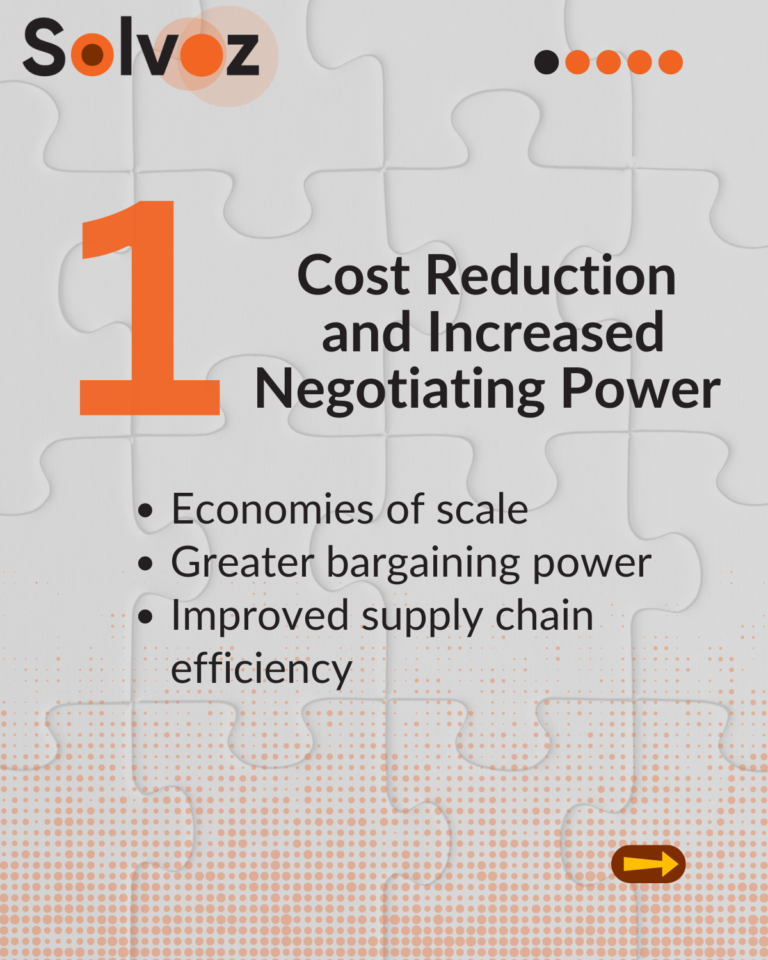 Solvoz
1
Cost Reduction
and Increased
Negotiating Power
• Economies of scale
• Greater bargaining power
• Improved supply chain
efficiency